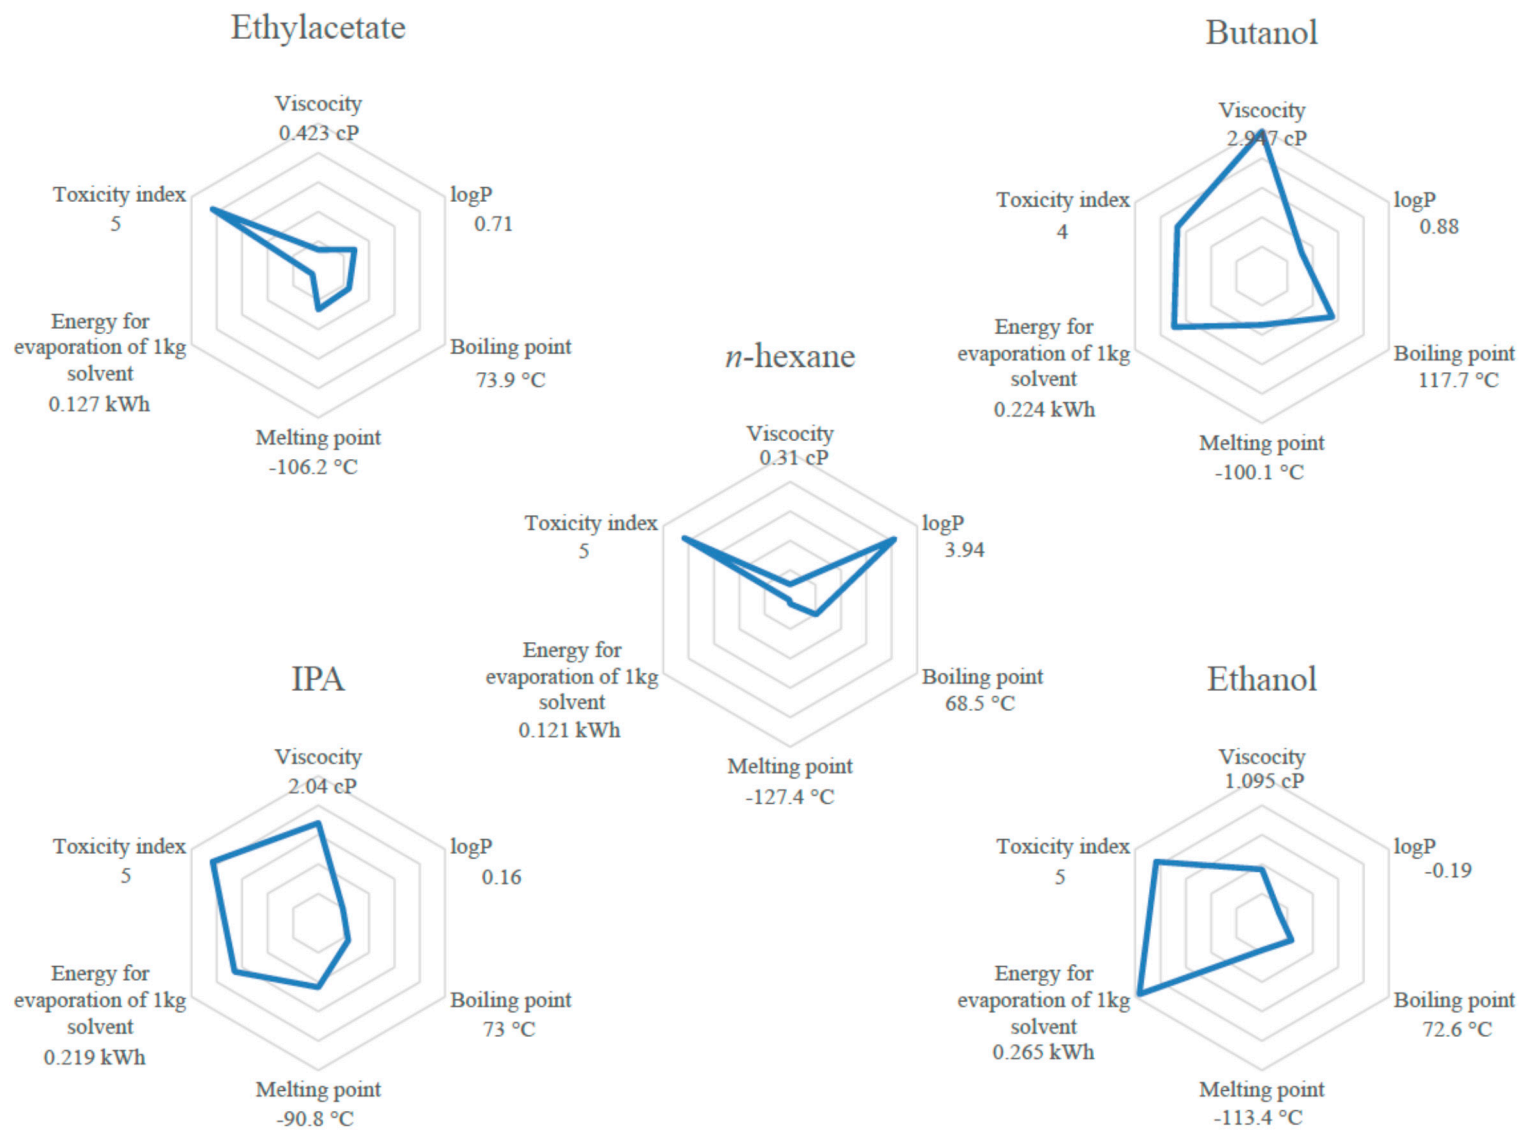 Ethylacetate
Viscocity
0.423 cP
logP
0.71
Boiling point
73.9 °C
Melting point
-106.2 °C
Energy for
evaporation of 1kg
solvent
0.127 kWh
Toxicity index
5
Butanol
Viscocity
2.947 cP
logP
0.88
Boiling point
117.7 °C
Melting point
-100.1 °C
Energy for
evaporation of 1kg
solvent
0.224 kWh
Toxicity index
4
n-hexane
Viscocity
0.31 cP
logP
3.94
Boiling point
68.5 °C
Melting point
-127.4 °C
Energy for
evaporation of 1kg
solvent
0.121 kWh
Toxicity index
5
IPA
Viscocity
2.04 cP
logP
0.16
Boiling point
73 °C
Melting point
-90.8 °C
Energy for
evaporation of 1kg
solvent
0.219 kWh
Toxicity index
5
Ethanol
Viscocity
1.095 cP
logP
-0.19
Boiling point
72.6 °C
Melting point
-113.4 °C
Energy for
evaporation of 1kg
solvent
0.265 kWh
Toxicity index
5